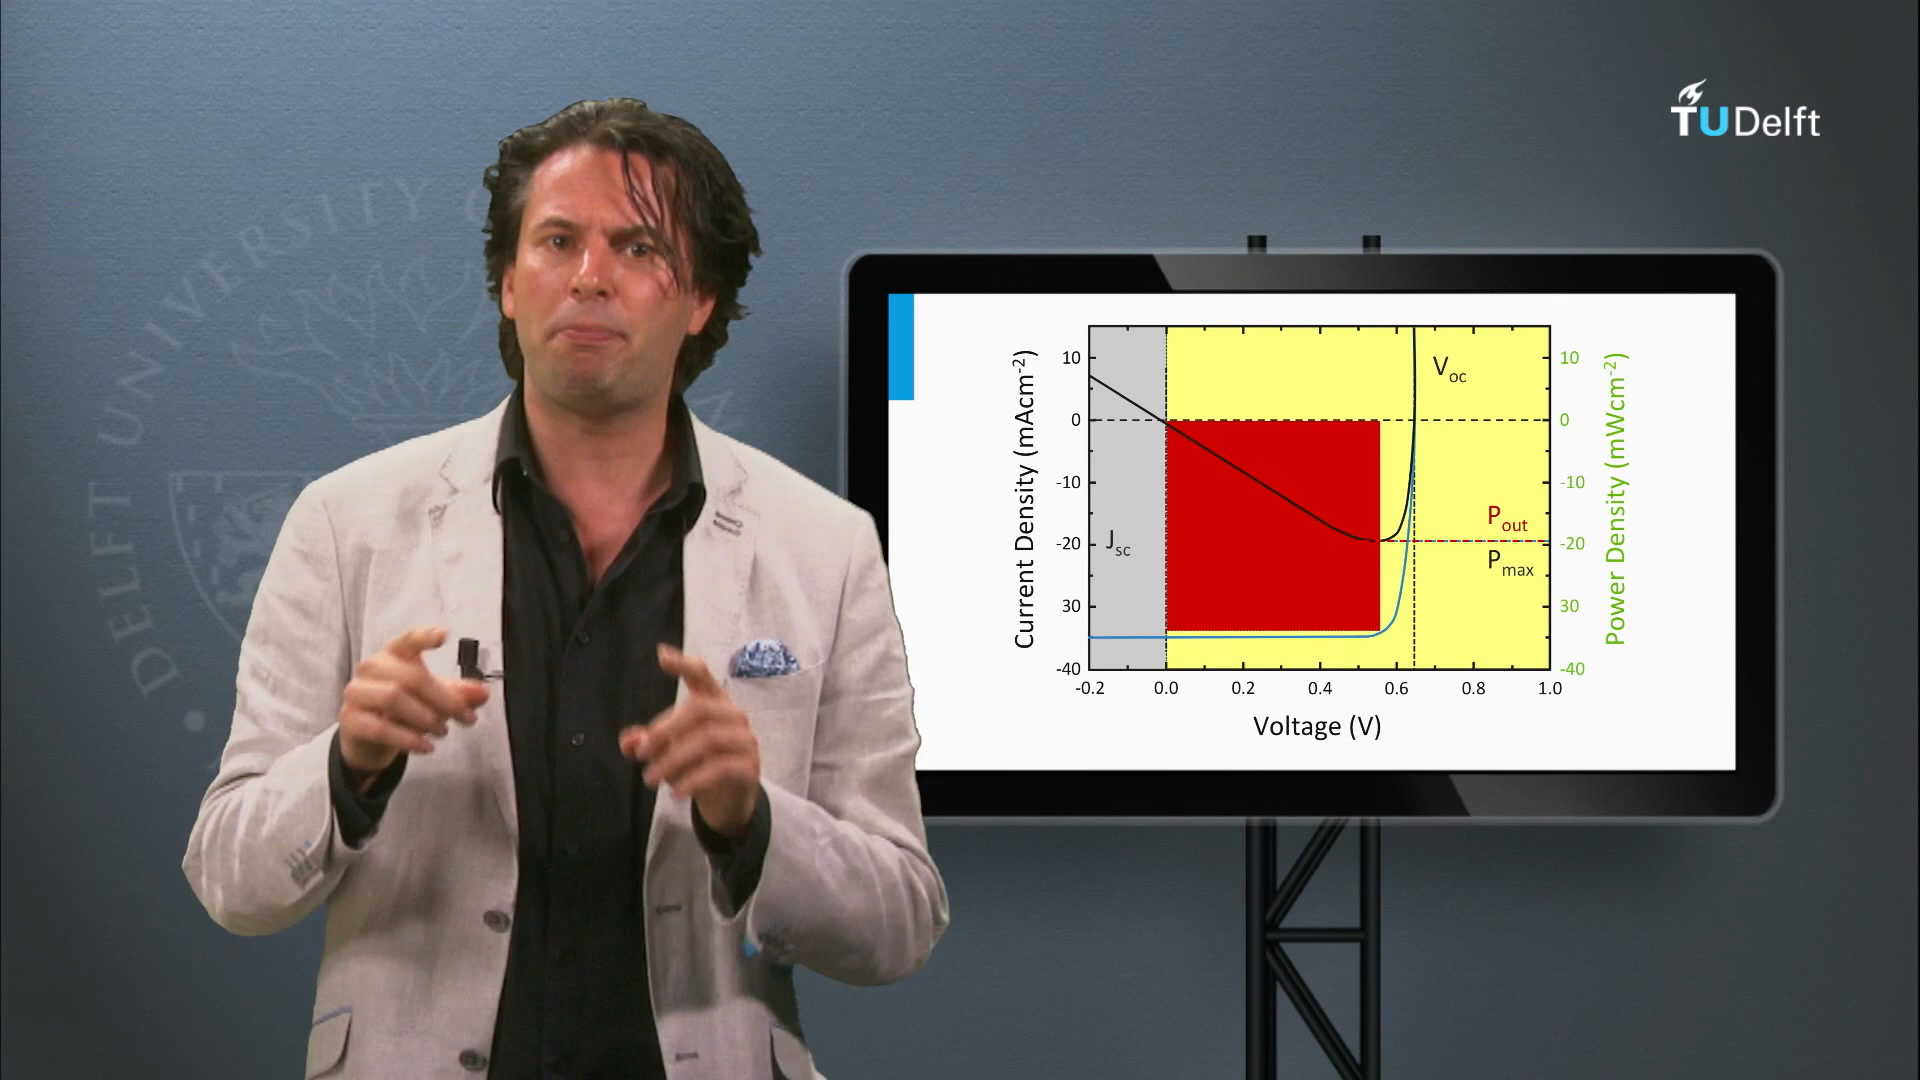 TUDelft
DELFT UNIVERSITY
10
0
-10
-20
30
-40
Current Density (mAcm-2)
-0.2
0.0
0.2
0.4
0.6
0.8
1.0
Voltage (V)
Jsc
Voc
Pout
Pmax
10
0
-10
-20
30
-40
Power Density (mWcm-2)